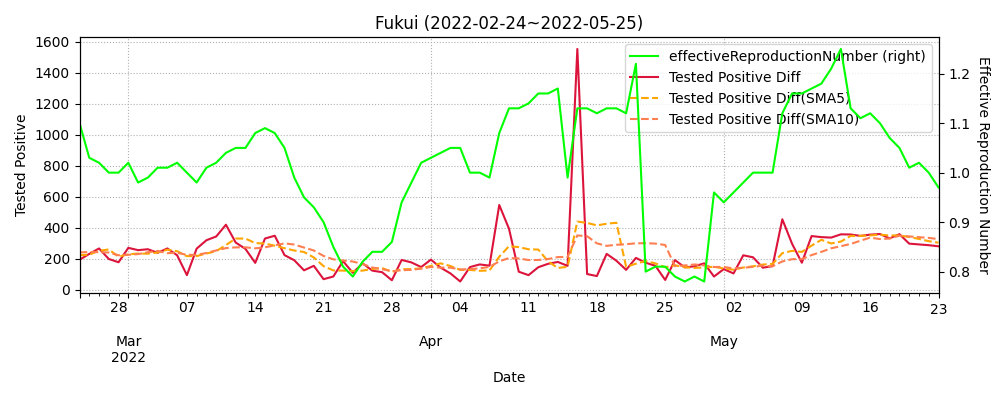 Fukui (2022-02-24~2022-05-25)
effectiveReproductionNumber (right)
Tested Positive Diff
Tested Positive Diff(SMA5)
Tested Positive Diff(SMA10)
Tested Positive
1600
1400
1200
1000
800
600
400
200
0
Effective Reproduction Number
1.2
1.1
1.0
0.9
0.8
28 07 14 21 28 04 11 18 25 02 09 16 23
Mar Apr May
2022
Date